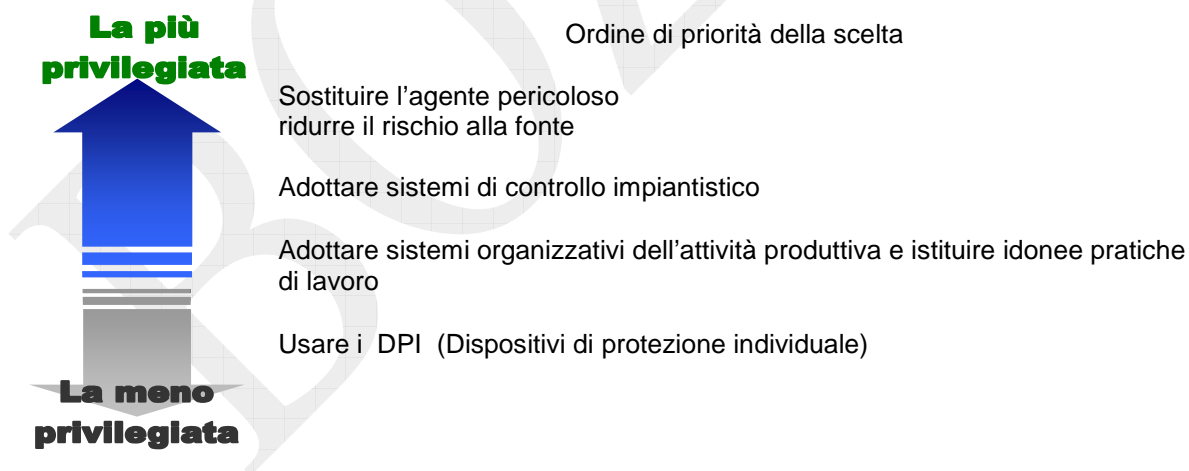 La più
privilegiata
Ordine di priorità della scelta
Sostituire l’agente pericoloso
ridurre il rischio alla fonte
Adottare sistemi di controllo impiantistico
Adottare sistemi organizzativi dell’attività produttiva e istituire idonee pratiche
di lavoro
Usare i DPI (Dispositivi di protezione individuale)
La meno
privilegiata